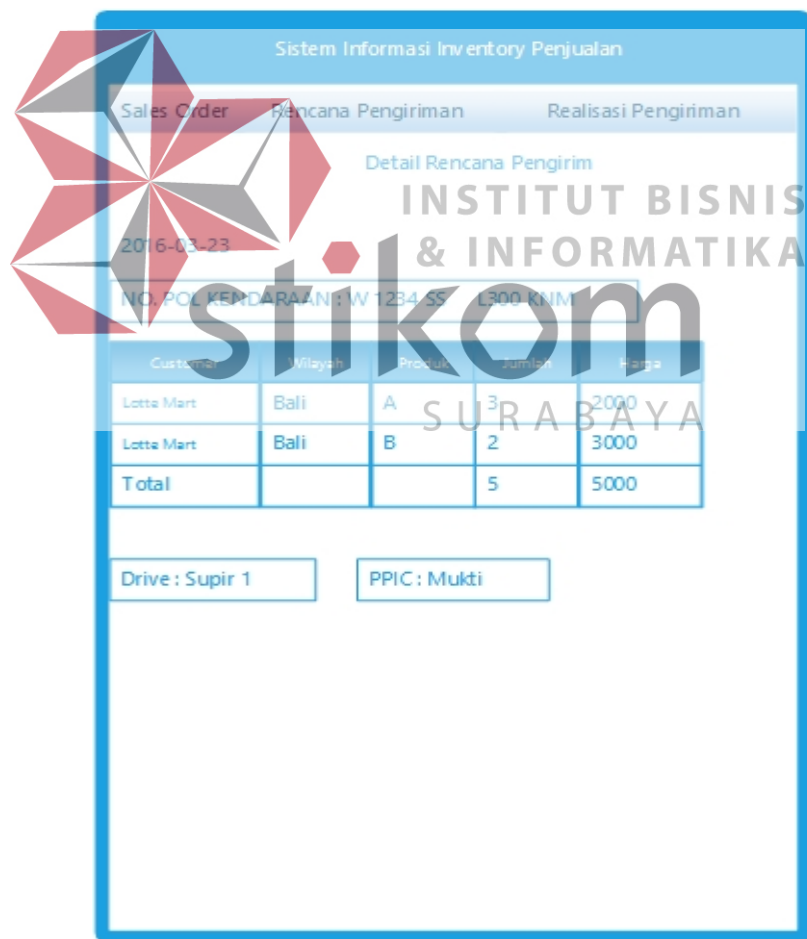 Sistem Informasi Inventory Penjualan
Sales Order Rencana Pengiriman Realisasi Pengiriman
Detail Rencana Pengirim
INSTITUT BISNIS
& INFORMATIKA
2016-03-23
stikom
NO. POL KENDARAAN : W 1234 SS L300 KNM
Customer Wilayah Produk Jumlah Harga
Lotte Mart Bali A 3 2000
SURABAYA
Lotte Mart Bali B 2 3000
Total 5 5000
Drive : Supir 1 PPIC : Mukti